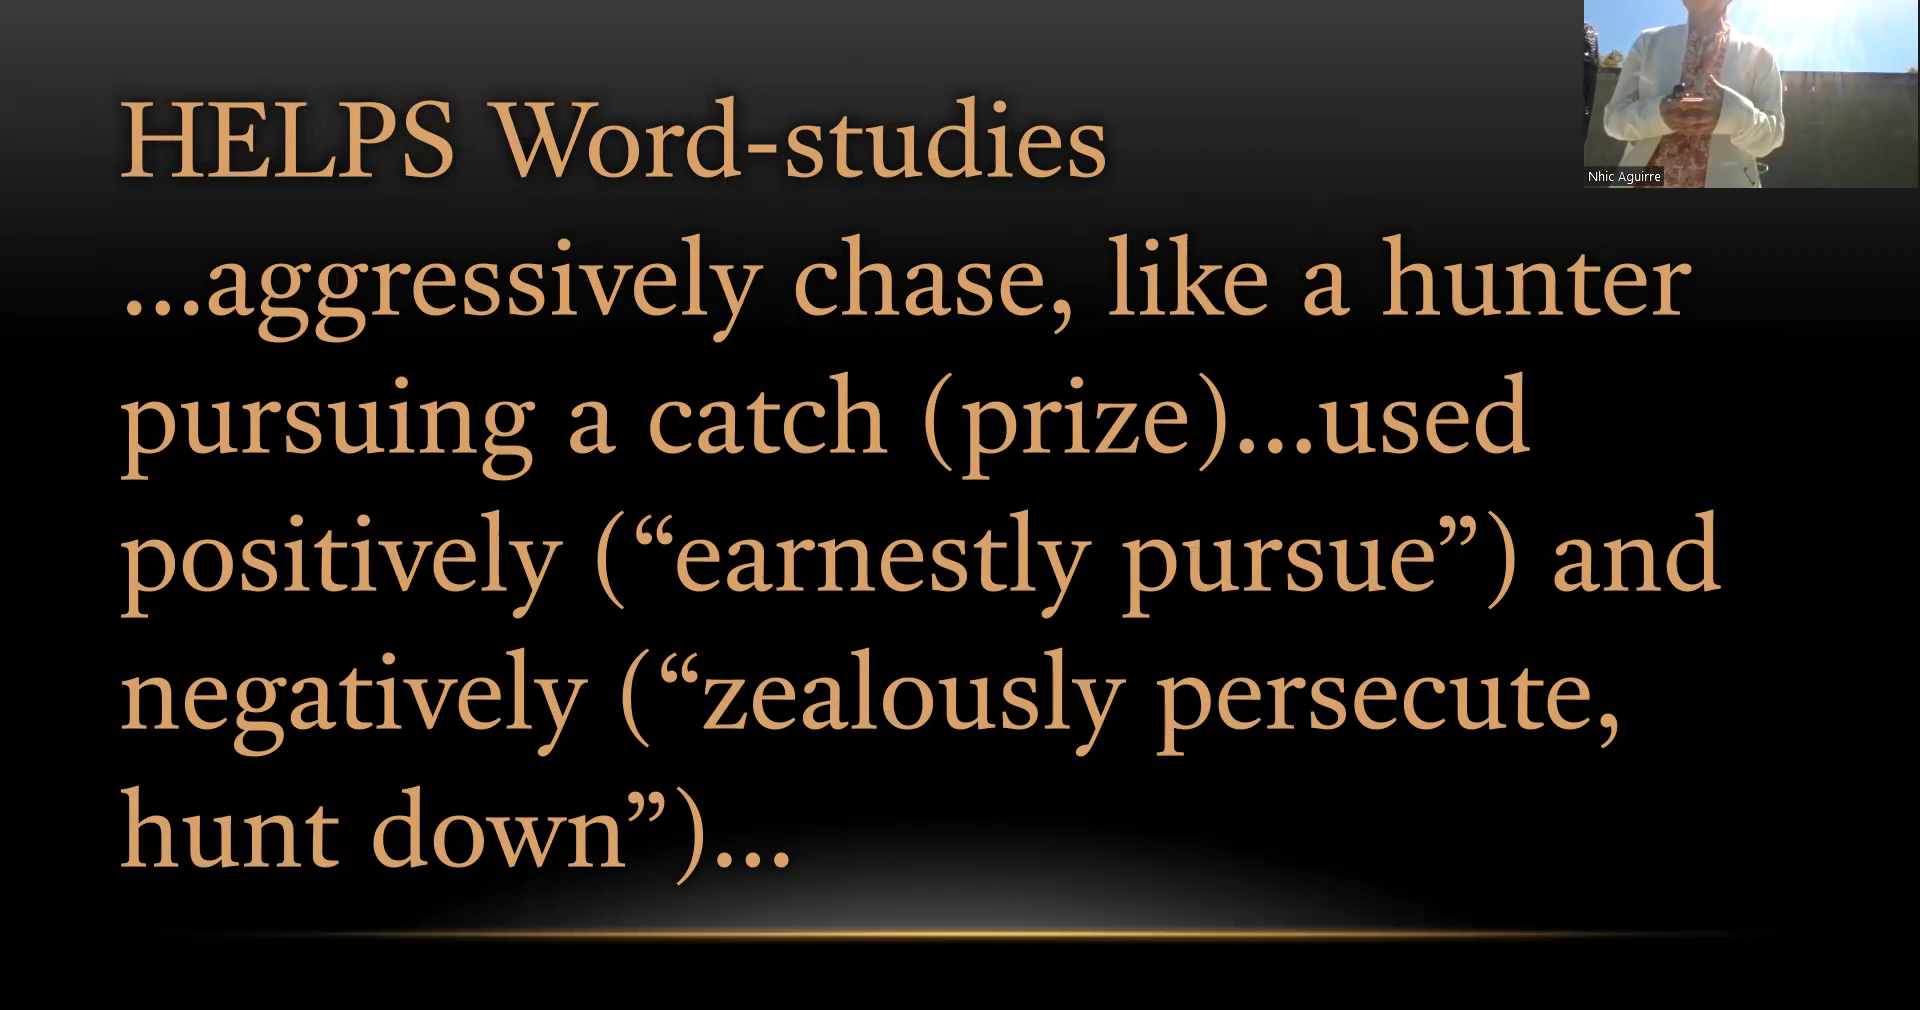 HELPS Word-studies
...aggressively chase, like a hunter
pursuing a catch (prize)...used
positively (“earnestly pursue”) and
negatively (“zealously persecute,
hunt down”)...
Nhic Aguirre